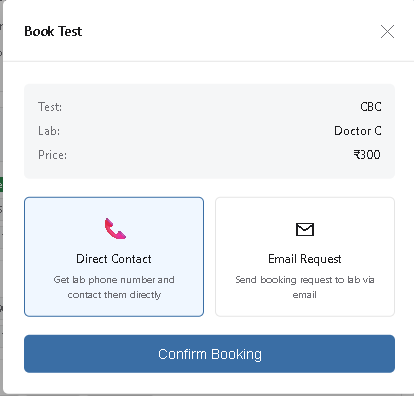 Book Test
Test: CBC
Lab: Doctor C
Price: ₹300
Direct Contact
Get lab phone number and
contact them directly
Email Request
Send booking request to lab via
email
Confirm Booking